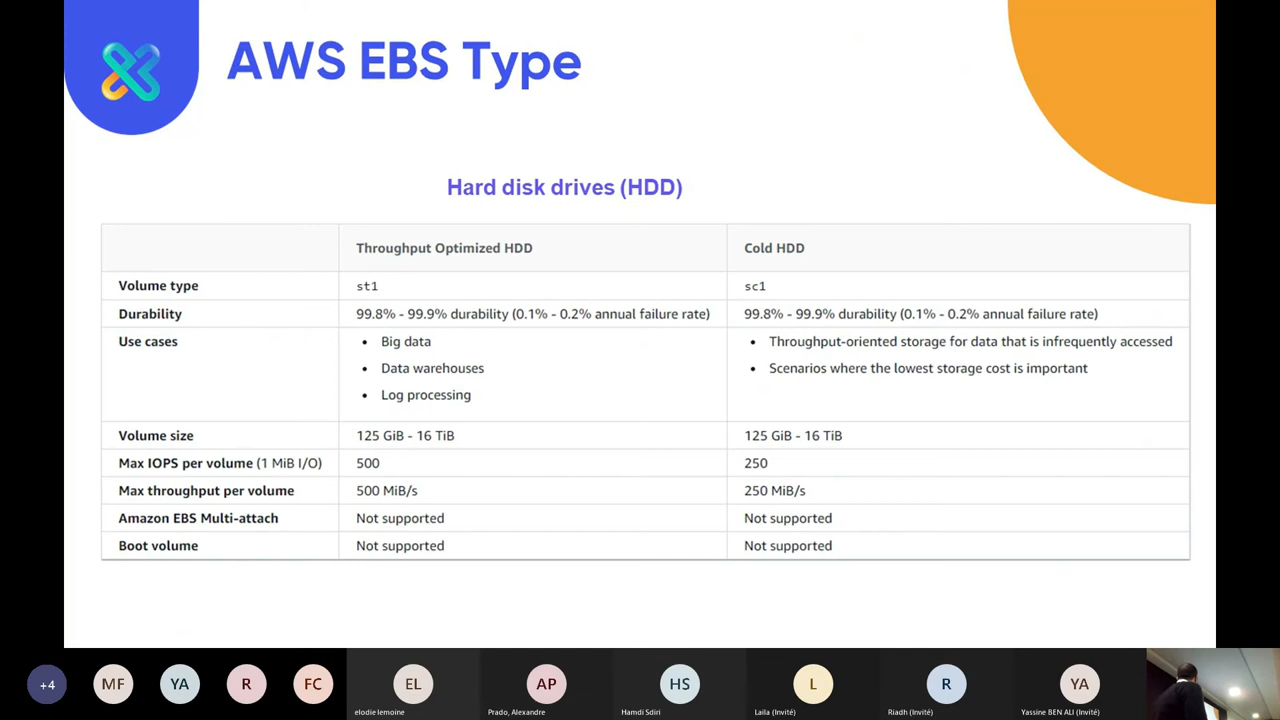 AWS EBS Type
Hard disk drives (HDD)
Throughput Optimized HDD Cold HDD
Volume type st1 sc1
Durability 99.8% - 99.9% durability (0.1% - 0.2% annual failure rate) 99.8% - 99.9% durability (0.1% - 0.2% annual failure rate)
Use cases • Big data • Throughput-oriented storage for data that is infrequently accessed
• Data warehouses • Scenarios where the lowest storage cost is important
• Log processing
Volume size 125 GiB - 16 TiB 125 GiB - 16 TiB
Max IOPS per volume (1 MiB I/O) 500 250
Max throughput per volume 500 MiB/s 250 MiB/s
Amazon EBS Multi-attach Not supported Not supported
Boot volume Not supported Not supported
+4 MF YA R FC EL AP HS L R YA
elodie lemoine Prado, Alexandre Hamdi Sdiri Laila (Invité) Riadh (Invité) Yassine BEN ALI (Invité)